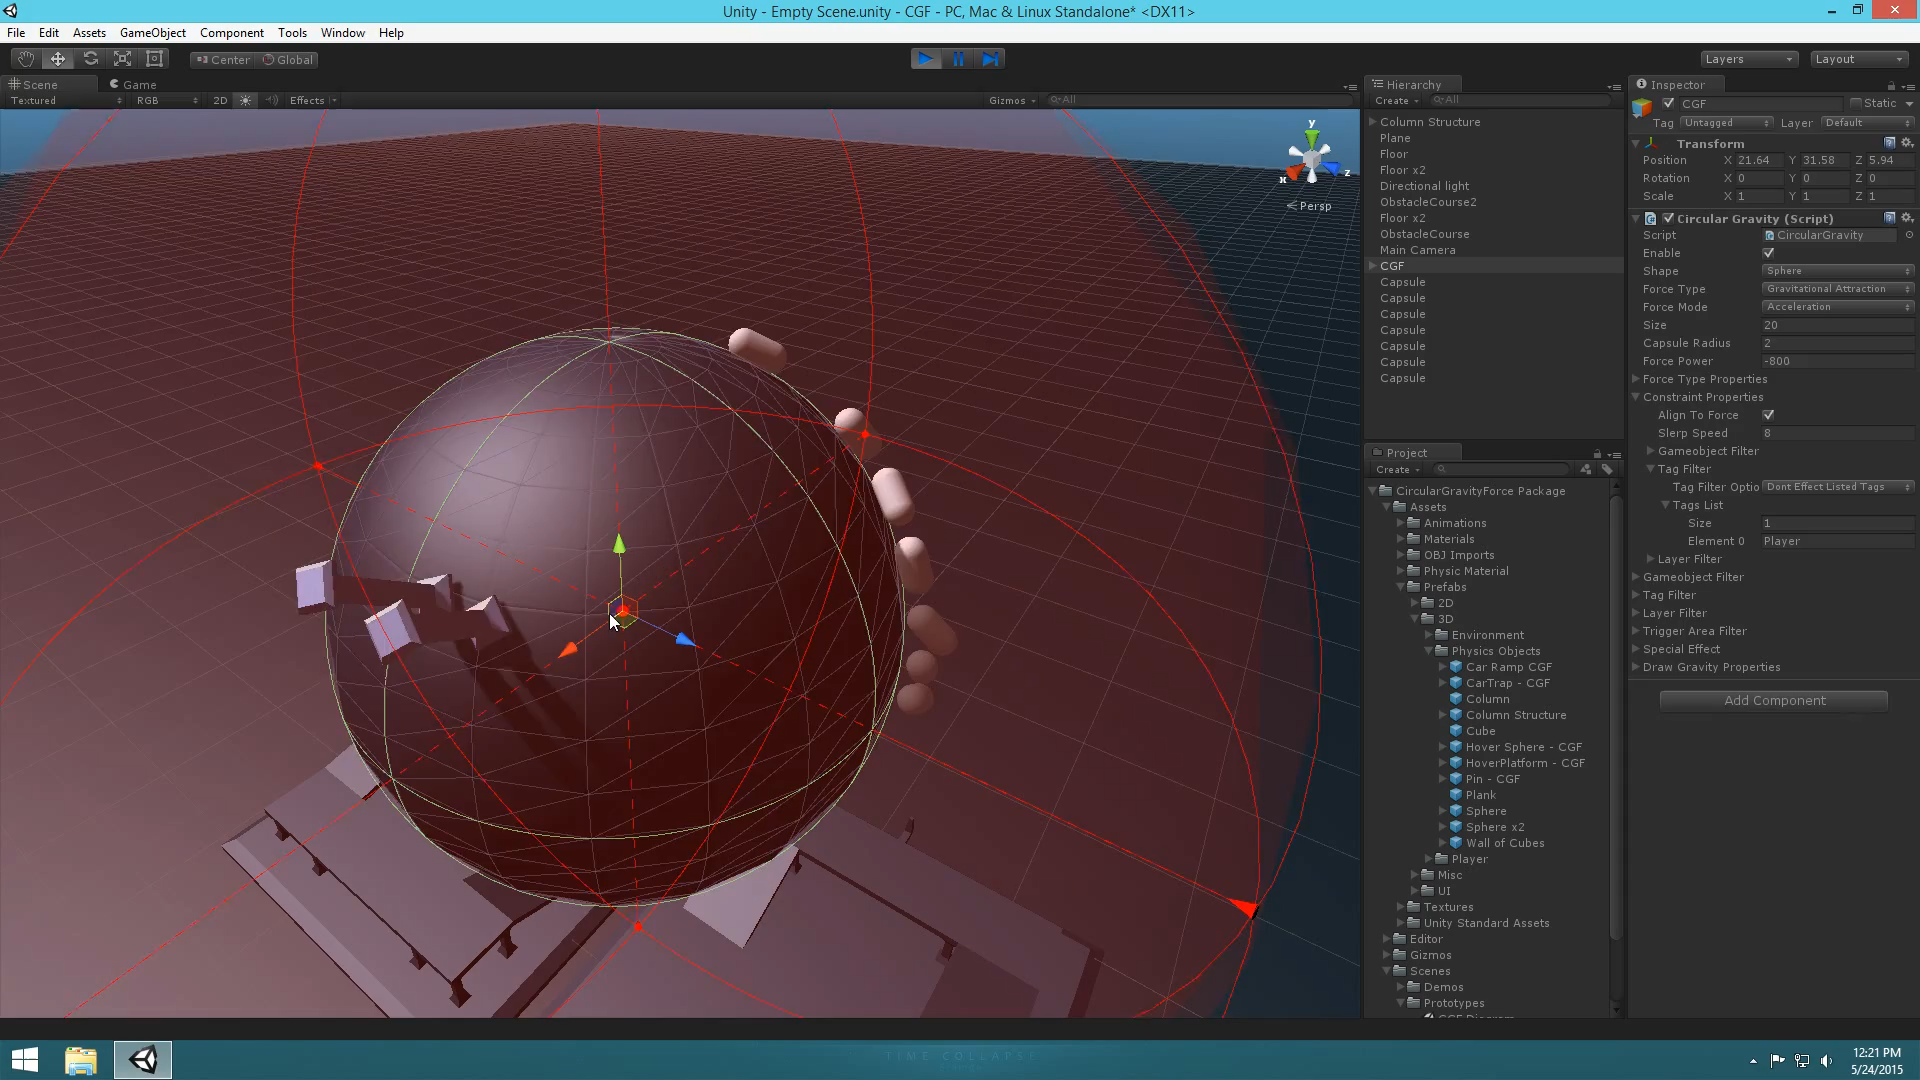 Unity - Empty Scene.unity - CGF - PC, Mac & Linux Standalone* <DX11>
File Edit Assets GameObject Component Tools Window Help
Center Global
Layers
Layout
Scene
Game
Textured RGB 2D Effects
Gizmos
All
y
x
z
Persp
Hierarchy
Create All
Column Structure
Plane
Floor
Floor x2
Directional light
ObstacleCourse2
Floor x2
ObstacleCourse
Main Camera
CGF
Capsule
Capsule
Capsule
Capsule
Capsule
Capsule
Capsule
Project
Create
CircularGravityForce Package
Assets
Animations
Materials
OBJ Imports
Physic Material
Prefabs
2D
3D
Environment
Physics Objects
Car Ramp CGF
CarTrap - CGF
Column
Column Structure
Cube
Hover Sphere - CGF
HoverPlatform - CGF
Pin - CGF
Plank
Sphere
Sphere x2
Wall of Cubes
Player
Misc
UI
Textures
Unity Standard Assets
Editor
Gizmos
Scenes
Demos
Prototypes
Inspector
CGF Static
Tag Untagged Layer Default
Transform
Position X 21.64 Y 31.58 Z 5.94
Rotation X 0 Y 0 Z 0
Scale X 1 Y 1 Z 1
Circular Gravity (Script)
Script CircularGravity
Enable
Shape Sphere
Force Type Gravitational Attraction
Force Mode Acceleration
Size 20
Capsule Radius 2
Force Power -800
Force Type Properties
Constraint Properties
Align To Force
Slerp Speed 8
Gameobject Filter
Tag Filter
Tag Filter Optio Dont Effect Listed Tags
Tags List
Size 1
Element 0 Player
Layer Filter
Gameobject Filter
Tag Filter
Layer Filter
Trigger Area Filter
Special Effect
Draw Gravity Properties
Add Component
TIME COLLAPSE
12:21 PM
5/24/2015